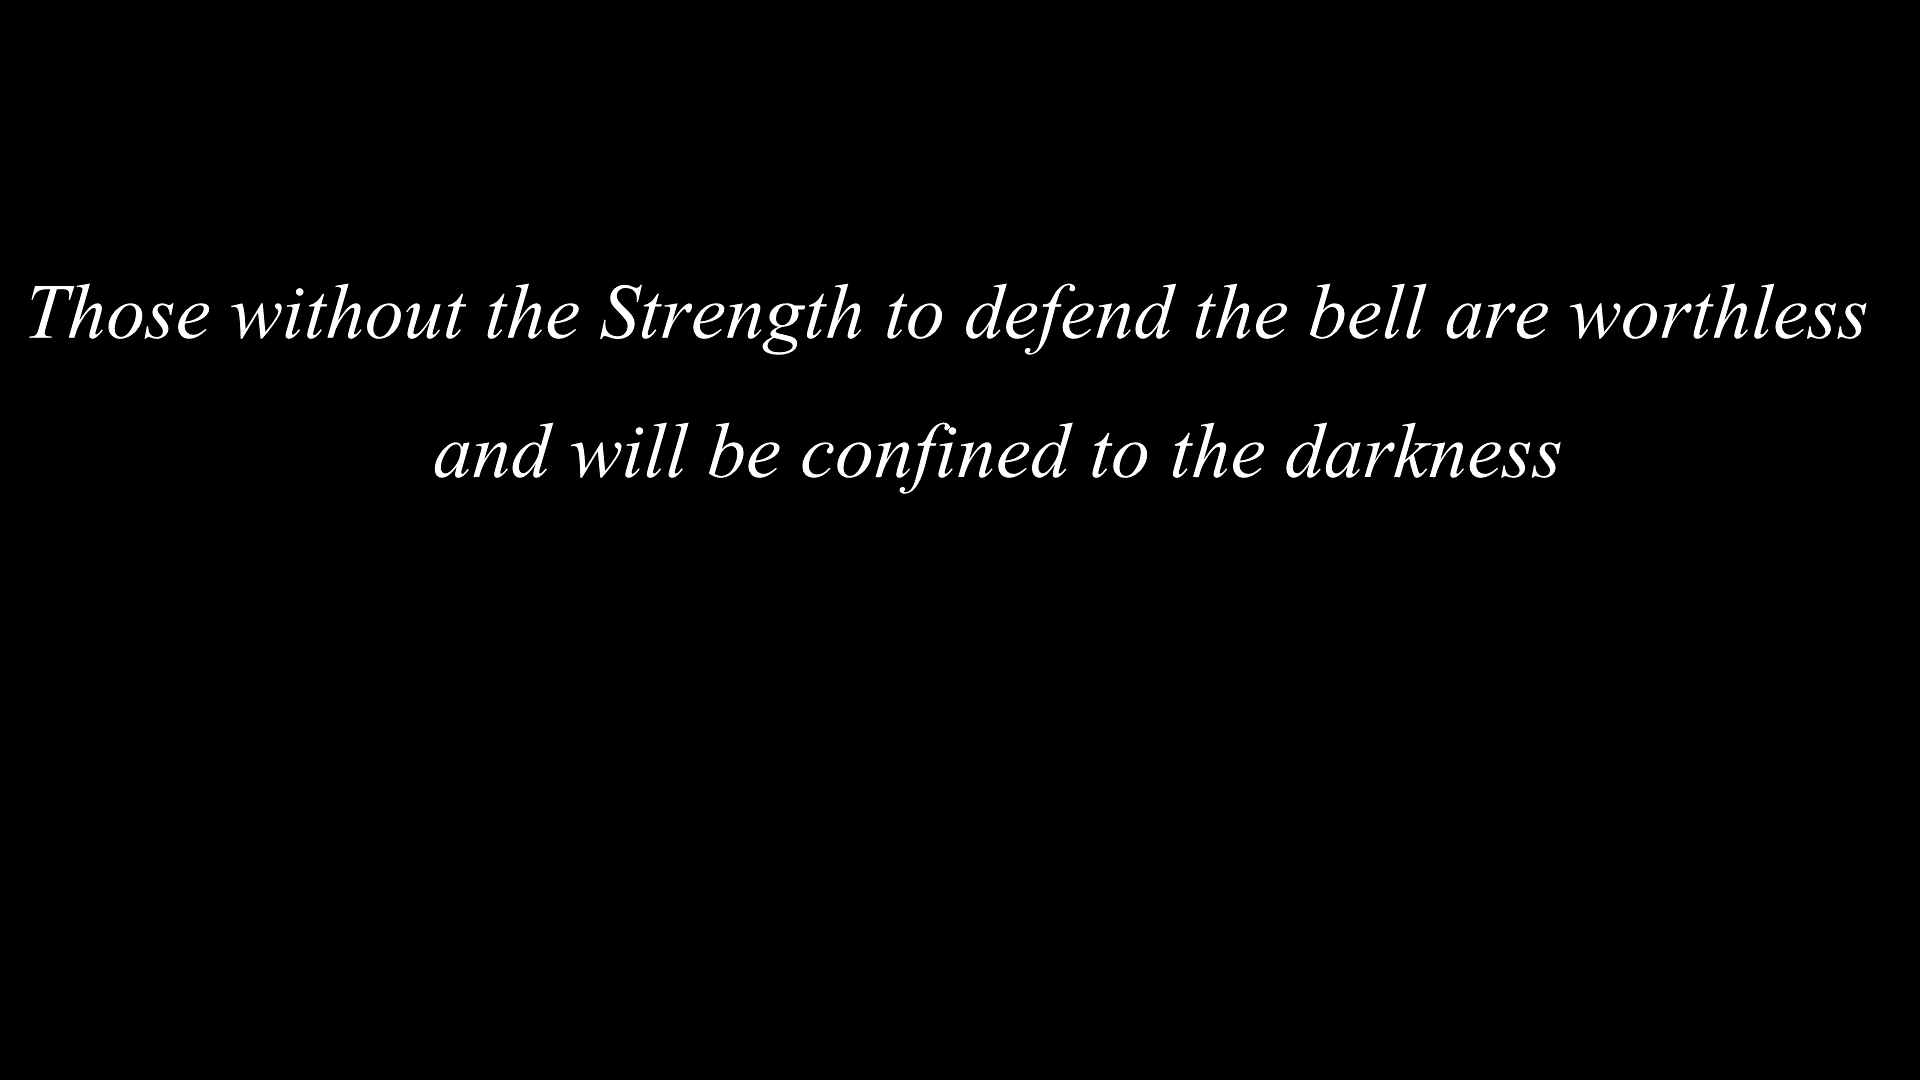 Those without the Strength to defend the bell are worthless
and will be confined to the darkness